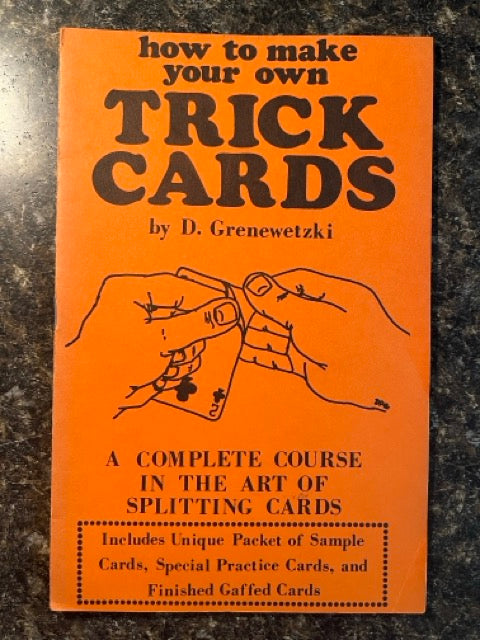 how to make
your own
TRICK
CARDS
by D. Grenewetzki
A COMPLETE COURSE
IN THE ART OF
SPLITTING CARDS
Includes Unique Packet of Sample
Cards, Special Practice Cards, and
Finished Gaffed Cards